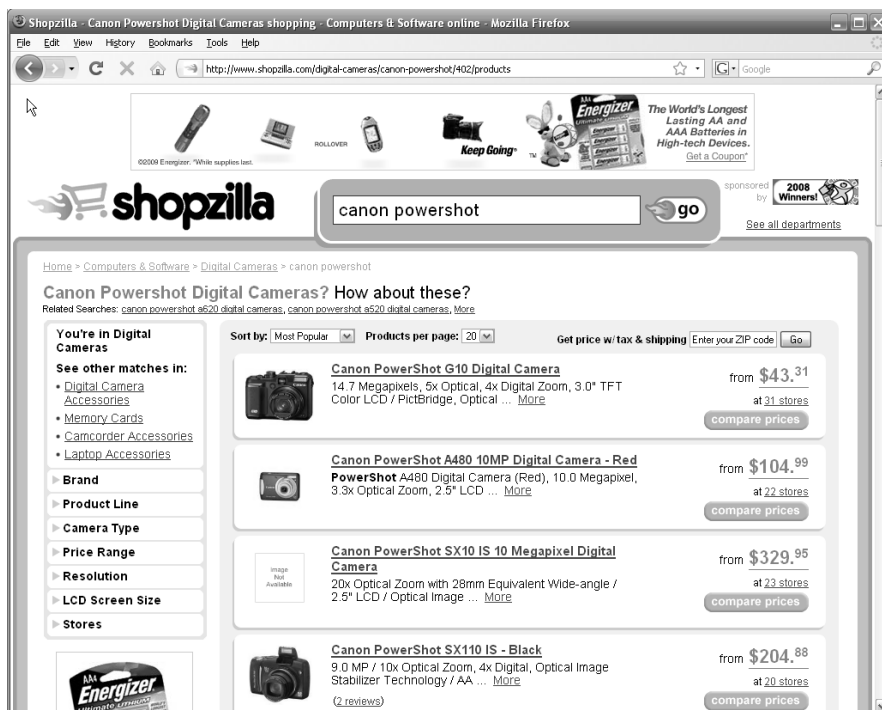 Shopzilla - Canon Powershot Digital Cameras shopping - Computers & Software online - Mozilla Firefox
File Edit View History Bookmarks Tools Help
http://www.shopzilla.com/digital-cameras/canon-powershot/402/products
G Google
ROLLOVER
Keep Going®
TM
AAA
Energizer
Ultimate Lithium
The World's Longest
Lasting AA and
AAA Batteries in
High-tech Devices.
Get a Coupon*
©2009 Energizer. *While supplies last.
shopzilla
canon powershot
go
sponsored
by
2008
Winners!
See all departments
Home > Computers & Software > Digital Cameras > canon powershot
Canon Powershot Digital Cameras? How about these?
Related Searches: canon powershot a620 digital cameras, canon powershot a520 digital cameras, More
You're in Digital
Cameras
See other matches in:
• Digital Camera
Accessories
• Memory Cards
• Camcorder Accessories
• Laptop Accessories
Brand
Product Line
Camera Type
Price Range
Resolution
LCD Screen Size
Stores
AA
Energizer
Ultimate LITHIUM
Sort by: Most Popular Products per page: 20 Get price w/ tax & shipping Enter your ZIP code Go
Canon PowerShot G10 Digital Camera
14.7 Megapixels, 5x Optical, 4x Digital Zoom, 3.0" TFT
Color LCD / PictBridge, Optical ... More
from $43.31
at 31 stores
compare prices
Canon PowerShot A480 10MP Digital Camera - Red
PowerShot A480 Digital Camera (Red), 10.0 Megapixel,
3.3x Optical Zoom, 2.5" LCD ... More
from $104.99
at 22 stores
compare prices
Image
Not
Available
Canon PowerShot SX10 IS 10 Megapixel Digital
Camera
20x Optical Zoom with 28mm Equivalent Wide-angle /
2.5" LCD / Optical Image ... More
from $329.95
at 23 stores
compare prices
Canon PowerShot SX110 IS - Black
9.0 MP / 10x Optical Zoom, 4x Digital, Optical Image
Stabilizer Technology / AA ... More
(2 reviews)
from $204.88
at 20 stores
compare prices